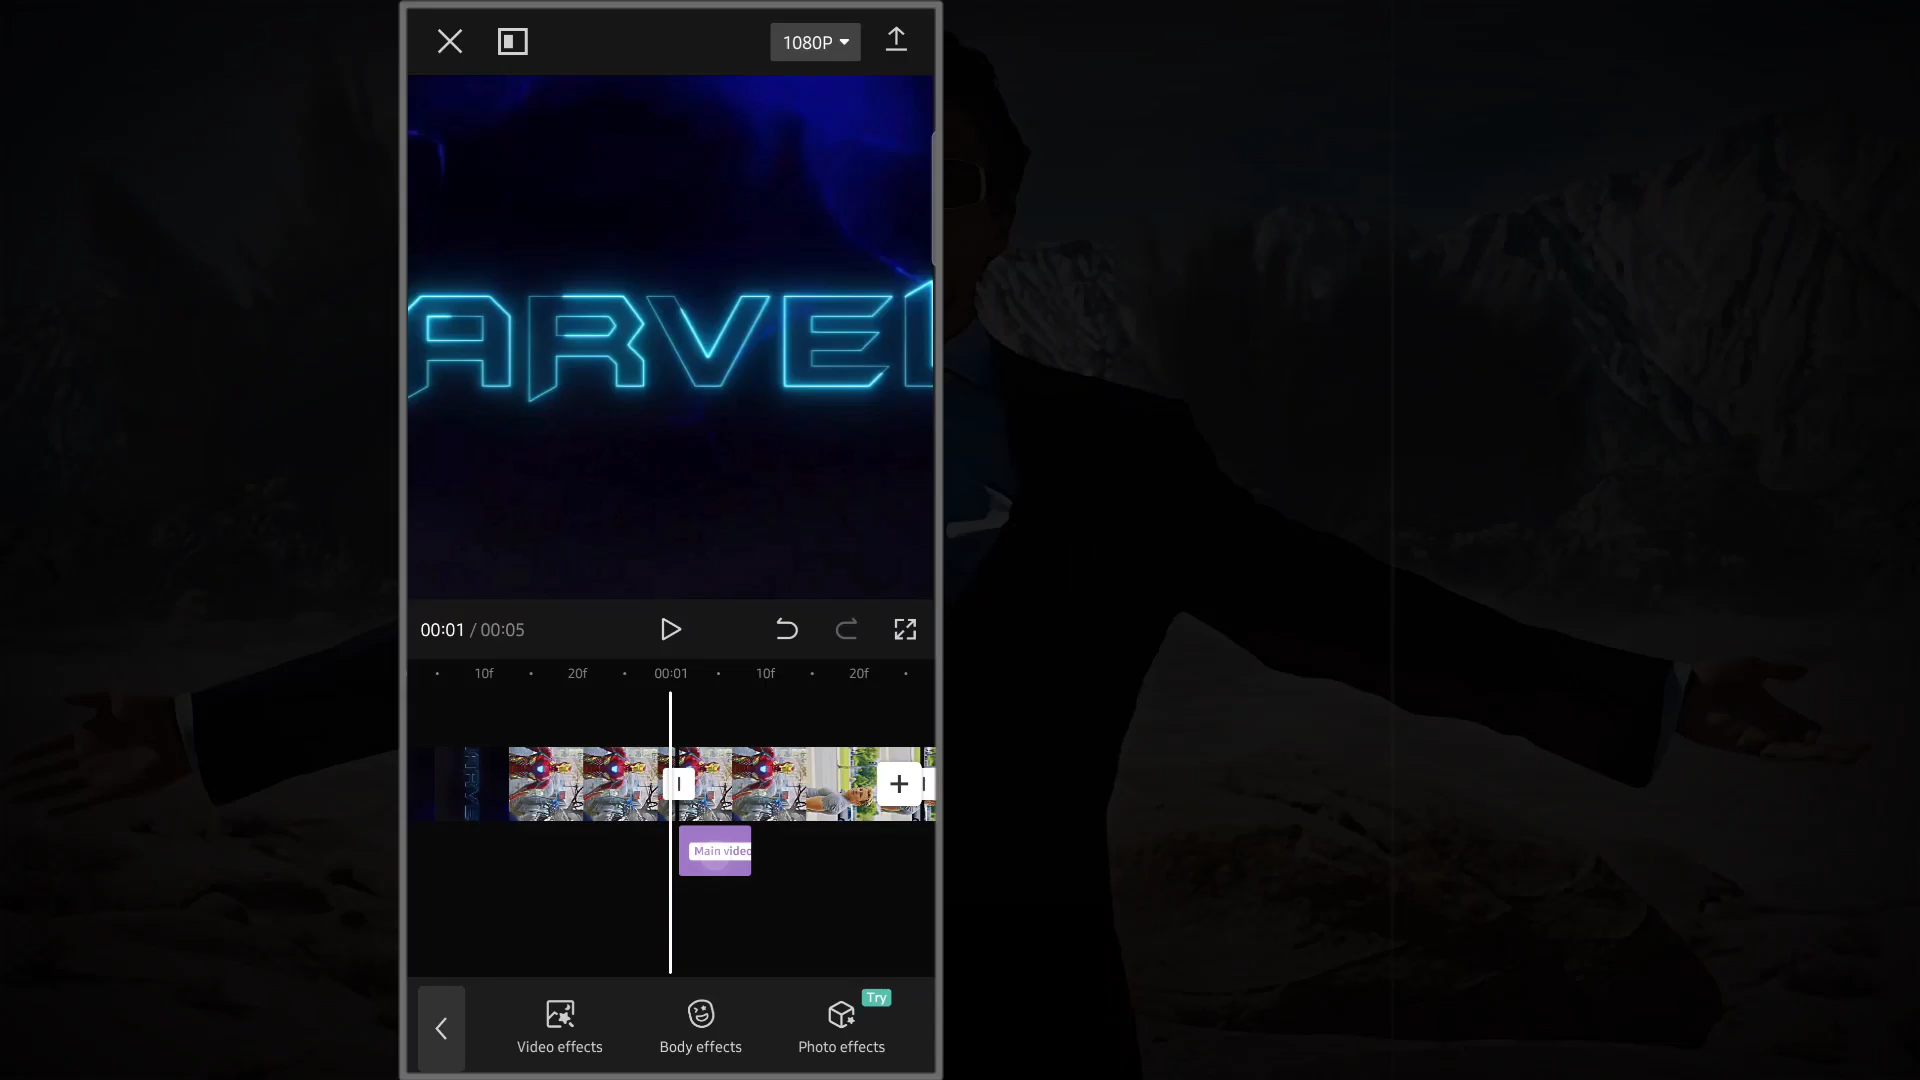 1080P
ARVEL
00:01 / 00:05
10f 20f 00:01 10f 20f
Main video
Try
Video effects Body effects Photo effects